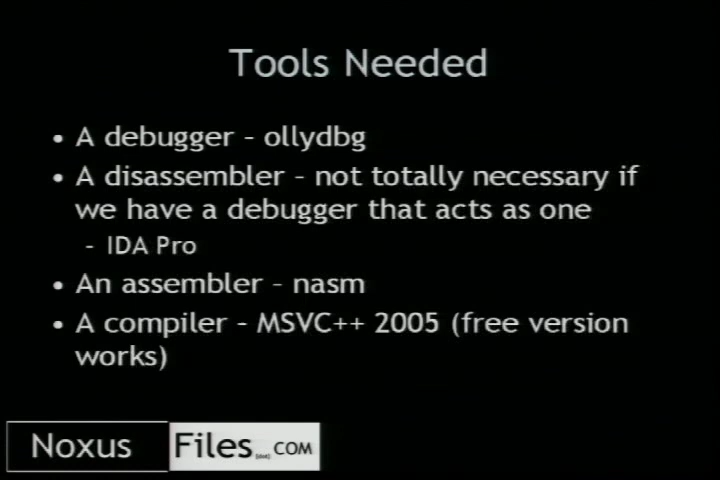 Tools Needed
• A debugger – ollydbg
• A disassembler – not totally necessary if
we have a debugger that acts as one
– IDA Pro
• An assembler – nasm
• A compiler – MSVC++ 2005 (free version
works)
Noxus Files [dot] COM